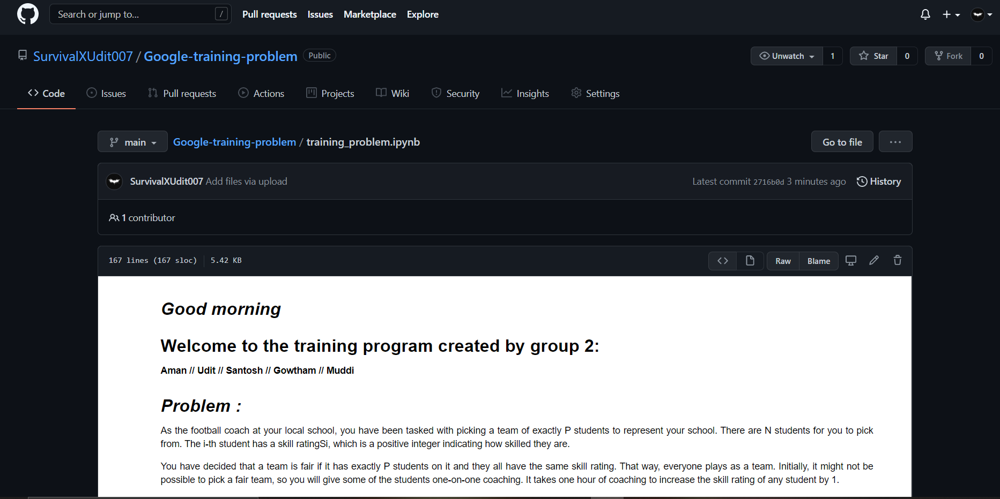 Search or jump to... /
Pull requests Issues Marketplace Explore
SurvivalXUdit007 / Google-training-problem Public
Unwatch 1 Star 0 Fork 0
Code Issues Pull requests Actions Projects Wiki Security Insights Settings
main Google-training-problem / training_problem.ipynb Go to file ...
SurvivalXUdit007 Add files via upload Latest commit 2716b0d 3 minutes ago History
1 contributor
167 lines (167 sloc) 5.42 KB Raw Blame
Good morning
Welcome to the training program created by group 2:
Aman // Udit // Santosh // Gowtham // Muddi
Problem :
As the football coach at your local school, you have been tasked with picking a team of exactly P students to represent your school. There are N students for you to pick
from. The i-th student has a skill ratingSi, which is a positive integer indicating how skilled they are.
You have decided that a team is fair if it has exactly P students on it and they all have the same skill rating. That way, everyone plays as a team. Initially, it might not be
possible to pick a fair team, so you will give some of the students one-on-one coaching. It takes one hour of coaching to increase the skill rating of any student by 1.